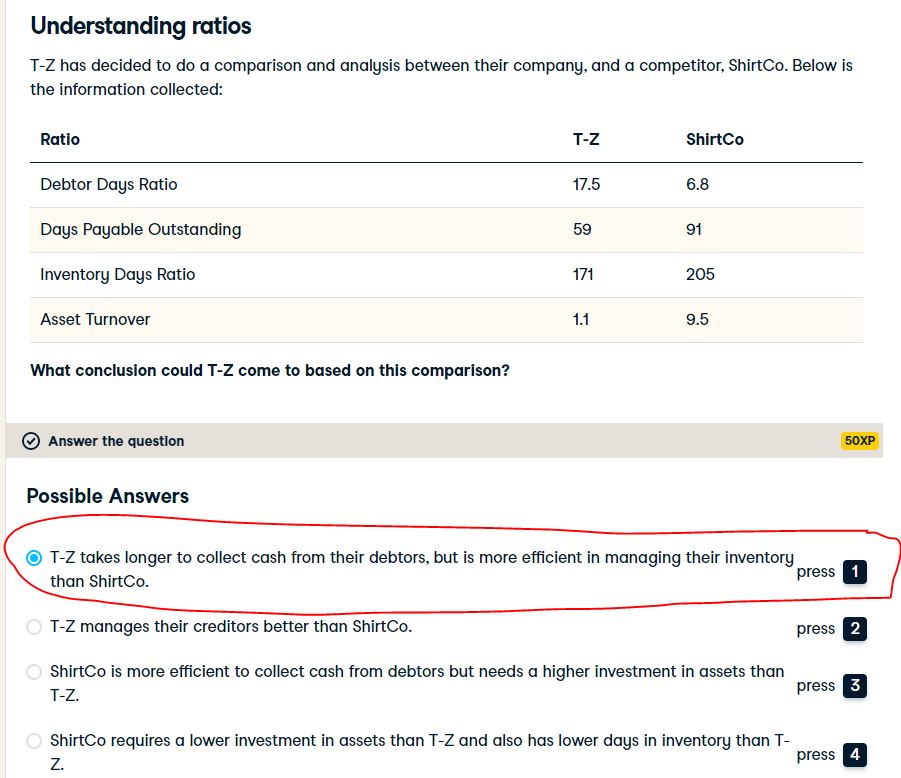 Understanding ratios
T-Z has decided to do a comparison and analysis between their company, and a competitor, ShirtCo. Below is
the information collected:
Ratio T-Z ShirtCo
Debtor Days Ratio 17.5 6.8
Days Payable Outstanding 59 91
Inventory Days Ratio 171 205
Asset Turnover 1.1 9.5
What conclusion could T-Z come to based on this comparison?
Answer the question 50XP
Possible Answers
T-Z takes longer to collect cash from their debtors, but is more efficient in managing their inventory
than ShirtCo.
press 1
T-Z manages their creditors better than ShirtCo.
press 2
ShirtCo is more efficient to collect cash from debtors but needs a higher investment in assets than
T-Z.
press 3
ShirtCo requires a lower investment in assets than T-Z and also has lower days in inventory than T-
Z.
press 4